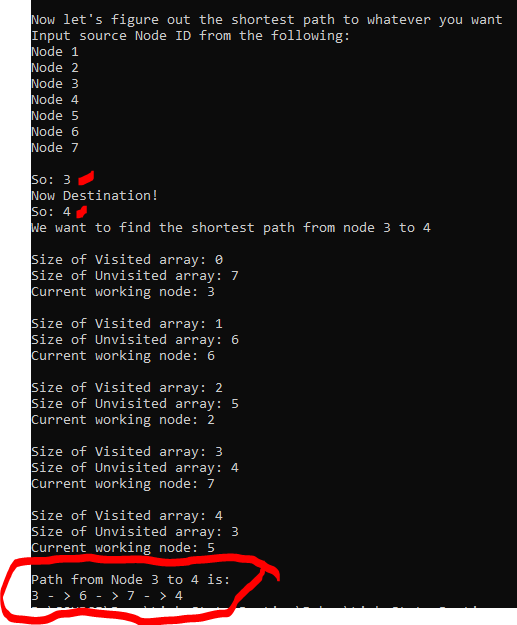 Now let's figure out the shortest path to whatever you want
Input source Node ID from the following:
Node 1
Node 2
Node 3
Node 4
Node 5
Node 6
Node 7
So: 3
Now Destination!
So: 4
We want to find the shortest path from node 3 to 4
Size of Visited array: 0
Size of Unvisited array: 7
Current working node: 3
Size of Visited array: 1
Size of Unvisited array: 6
Current working node: 6
Size of Visited array: 2
Size of Unvisited array: 5
Current working node: 2
Size of Visited array: 3
Size of Unvisited array: 4
Current working node: 7
Size of Visited array: 4
Size of Unvisited array: 3
Current working node: 5
Path from Node 3 to 4 is:
3 - > 6 - > 7 - > 4